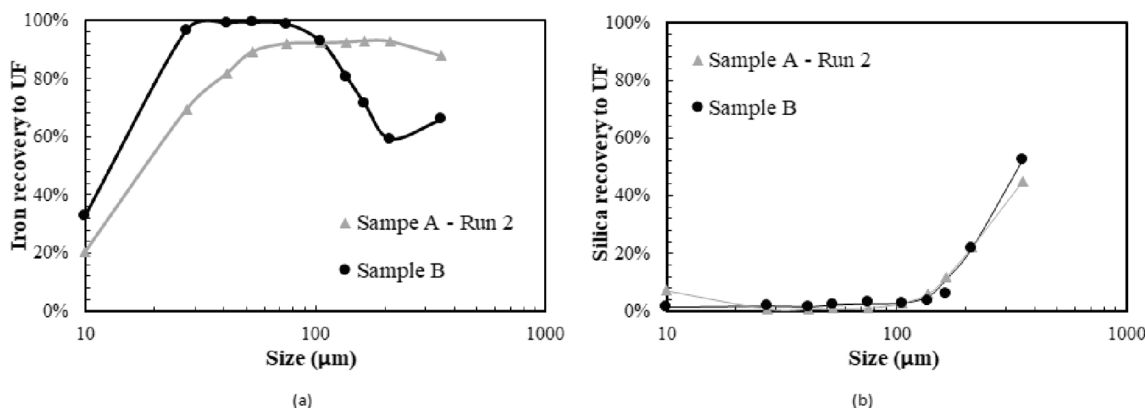 100%
80%
60%
40%
20%
0%
Iron recovery to UF
Sampe A - Run 2
Sample B
10
100
1000
Size (μm)
(a)
100%
80%
60%
40%
20%
0%
Silica recovery to UF
Sample A - Run 2
Sample B
10
100
1000
Size (μm)
(b)